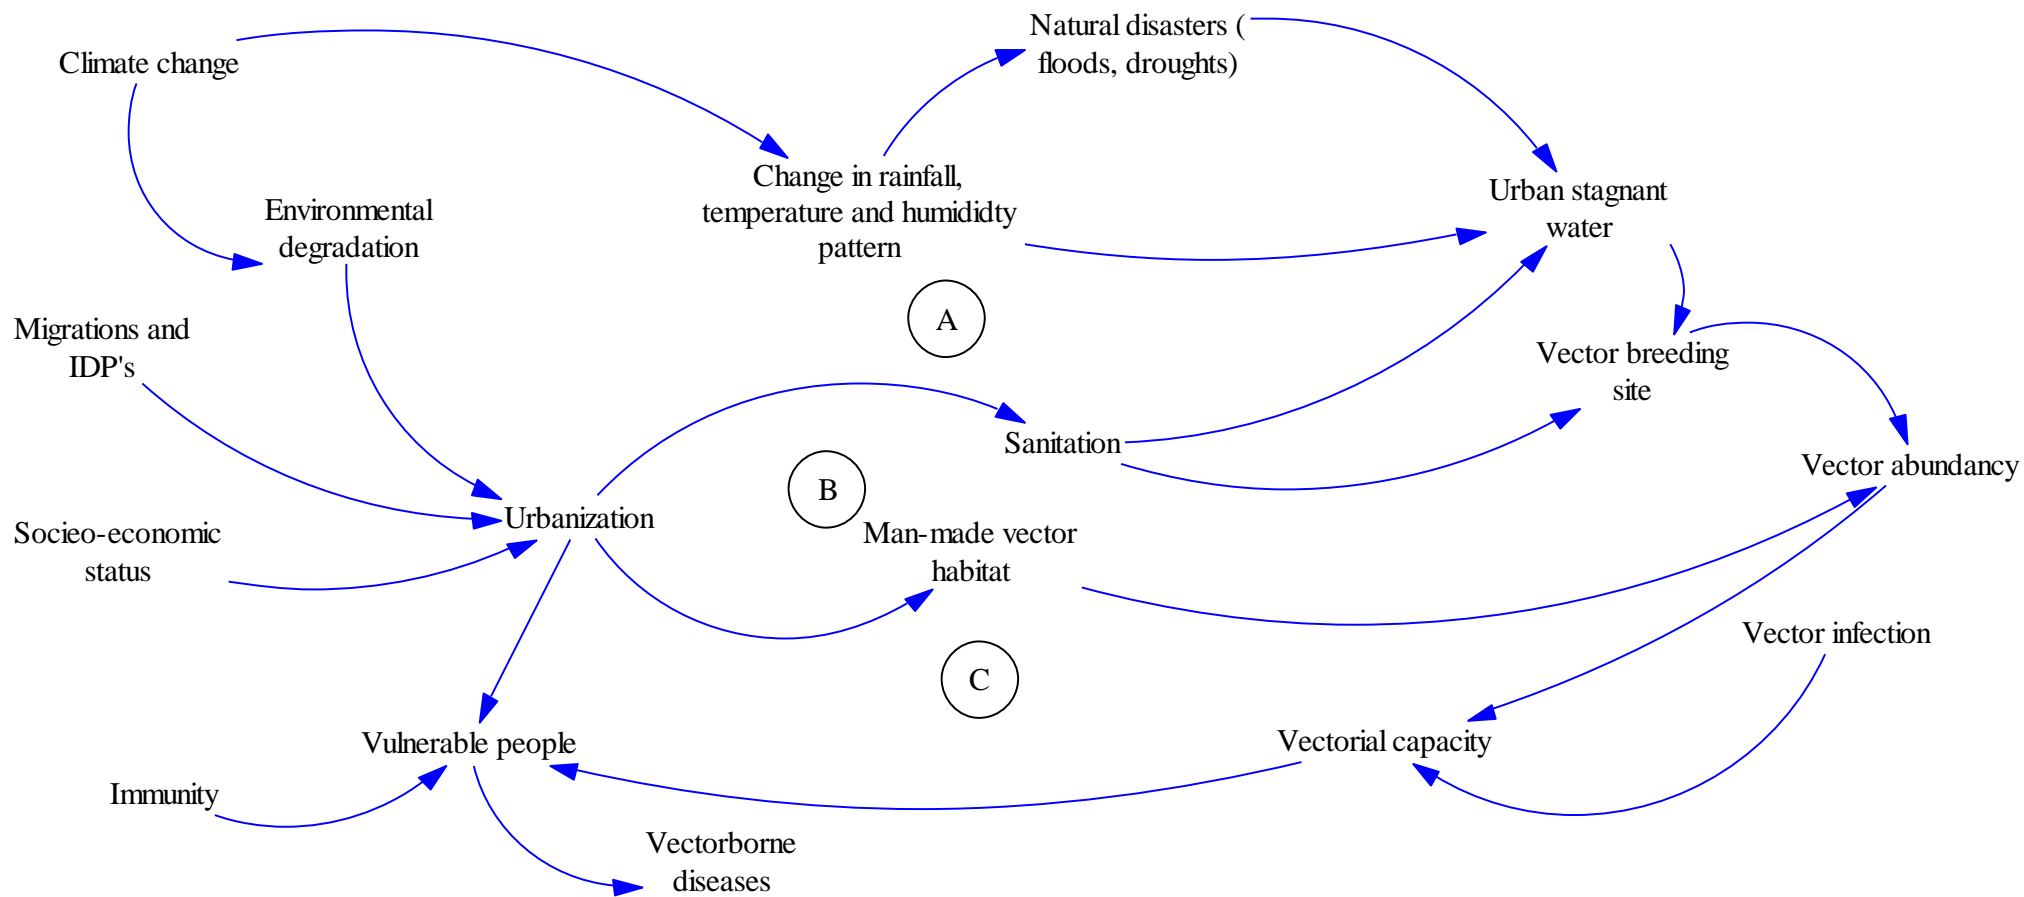 Natural disasters (
floods, droughts)
Climate change
Change in rainfall,
temperature and humididty
pattern
Urban stagnant
water
Environmental
degradation
A
Migrations and
IDP's
Vector breeding
site
Sanitation
Vector abundancy
B
Urbanization
Socieo-economic
status
Man-made vector
habitat
Vector infection
C
Vulnerable people
Vectorial capacity
Immunity
Vectorborne
diseases